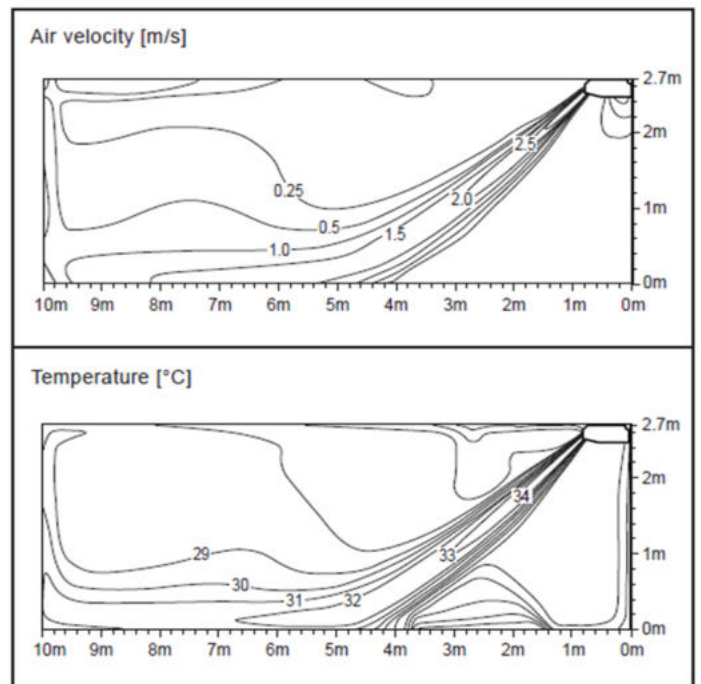 Air velocity [m/s]
2.7m
2m
2.5
0.25
2.0
1m
0.5
1.5
1.0
0m
10m 9m 8m 7m 6m 5m 4m 3m 2m 1m 0m
Temperature [°C]
2.7m
2m
34
29
33
1m
30
31
32
0m
10m 9m 8m 7m 6m 5m 4m 3m 2m 1m 0m